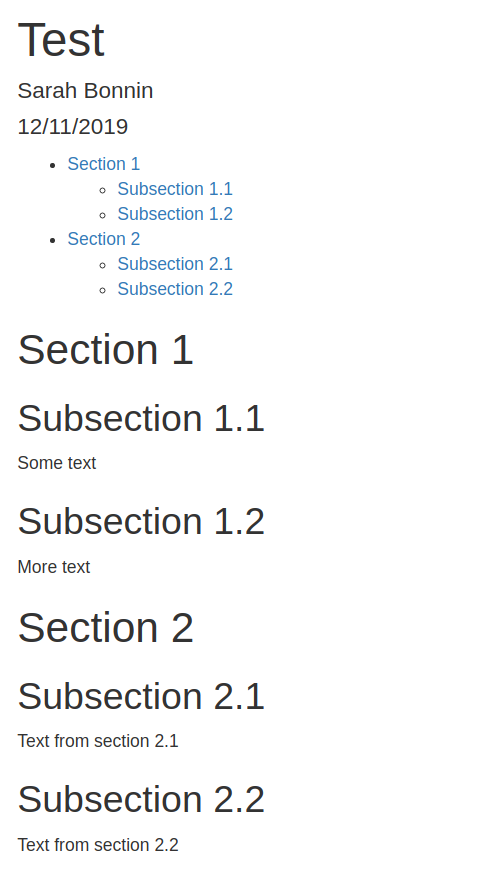 Test
Sarah Bonnin
12/11/2019
Section 1
Subsection 1.1
Subsection 1.2
Section 2
Subsection 2.1
Subsection 2.2
Section 1
Subsection 1.1
Some text
Subsection 1.2
More text
Section 2
Subsection 2.1
Text from section 2.1
Subsection 2.2
Text from section 2.2